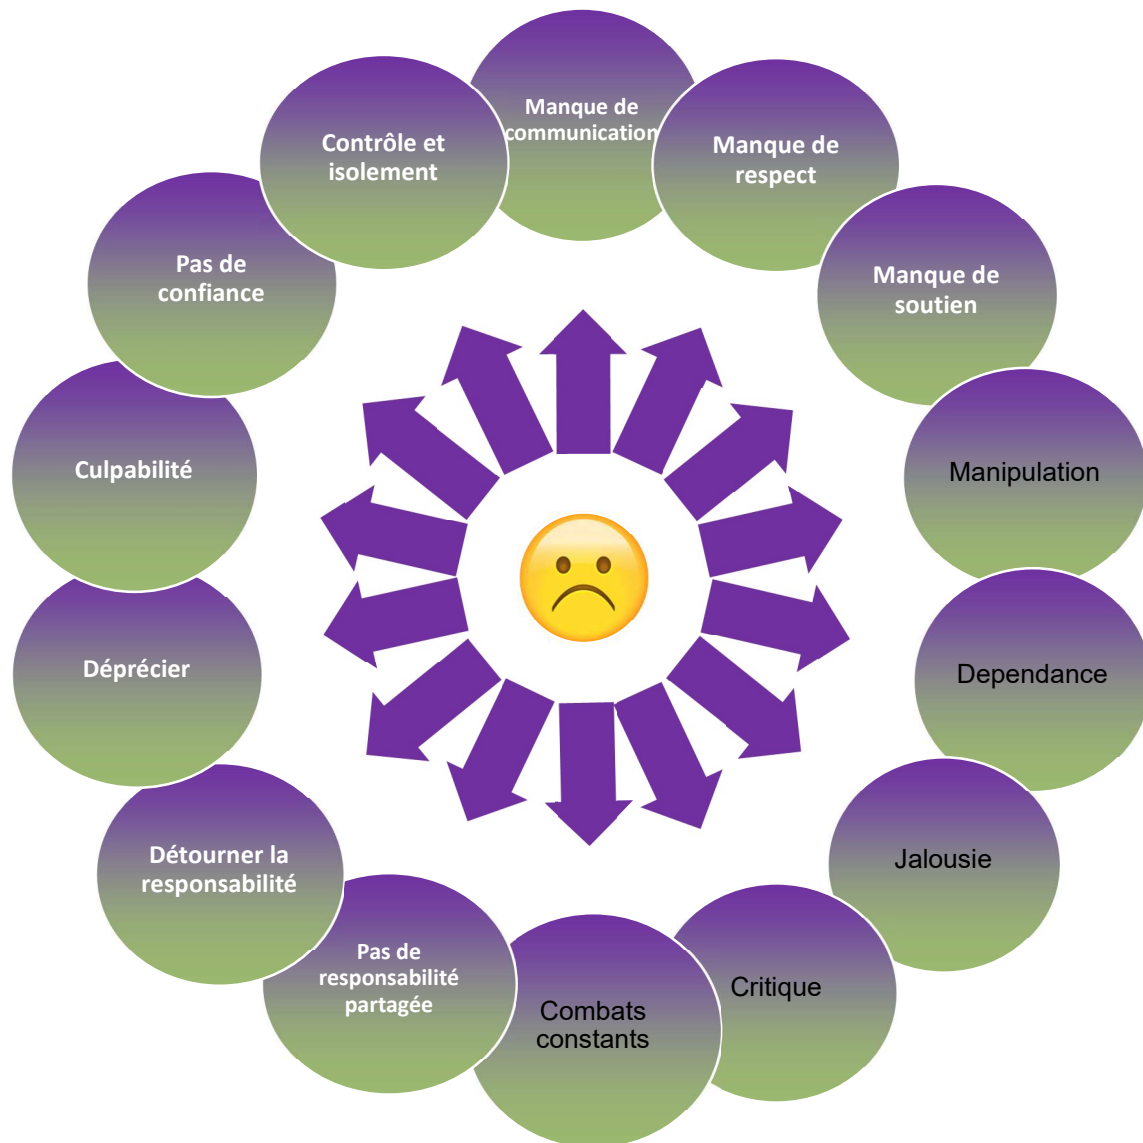 Manque de
communication
Manque de
respect
Manque de
soutien
Manipulation
Dependance
Jalousie
Critique
Combats
constants
Pas de
responsabilité
partagée
Détourner la
responsabilité
Déprécier
Culpabilité
Pas de
confiance
Contrôle et
isolement